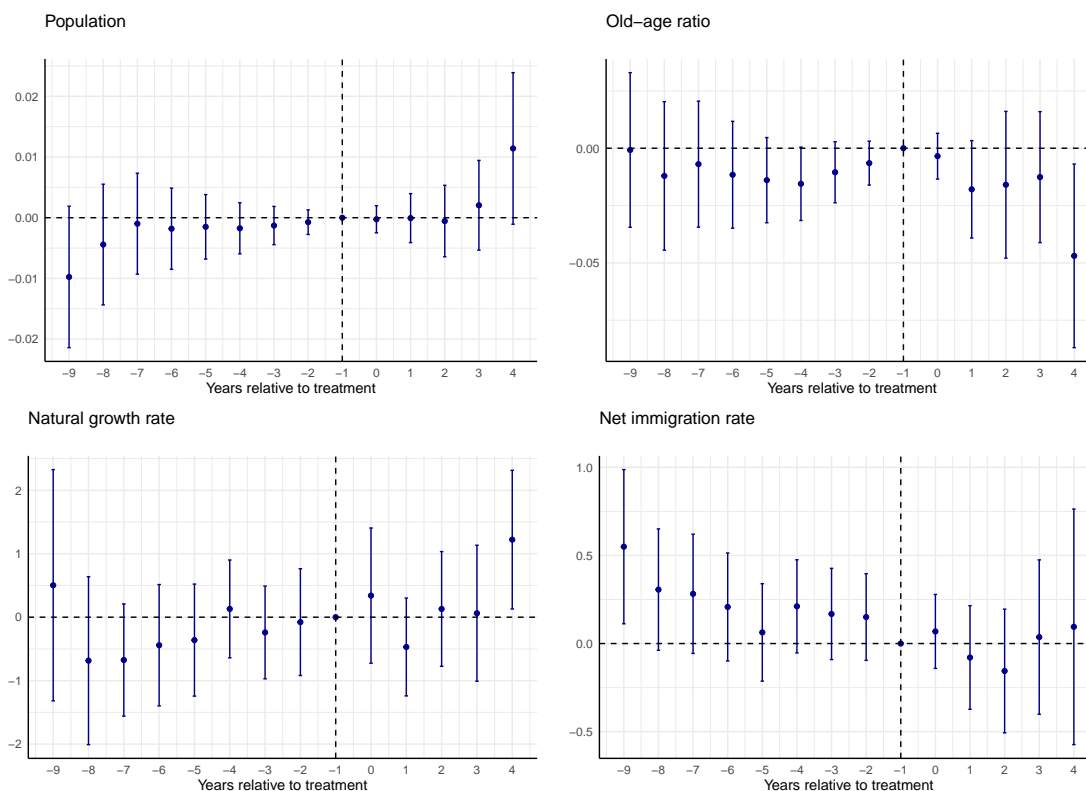 Population
0.02
0.01
0.00
−0.01
−0.02
−9 −8 −7 −6 −5 −4 −3 −2 −1 0 1 2 3 4
Years relative to treatment
Old−age ratio
0.00
−0.05
−9 −8 −7 −6 −5 −4 −3 −2 −1 0 1 2 3 4
Years relative to treatment
Natural growth rate
2
1
0
−1
−2
−9 −8 −7 −6 −5 −4 −3 −2 −1 0 1 2 3 4
Years relative to treatment
Net immigration rate
1.0
0.5
0.0
−0.5
−9 −8 −7 −6 −5 −4 −3 −2 −1 0 1 2 3 4
Years relative to treatment